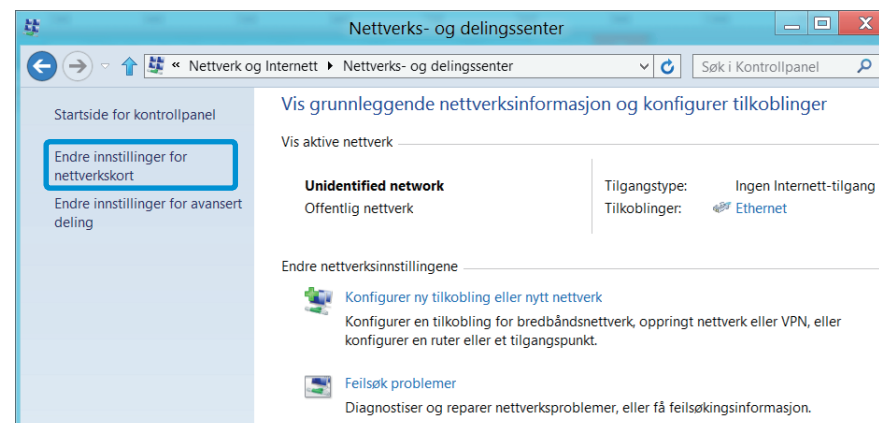 Nettverks- og delingssenter
« Nettverk og Internett ▸ Nettverks- og delingssenter
Søk i Kontrollpanel
Startside for kontrollpanel
Endre innstillinger for
nettverkskort
Endre innstillinger for avansert
deling
Vis grunnleggende nettverksinformasjon og konfigurer tilkoblinger
Vis aktive nettverk
Unidentified network
Offentlig nettverk
Tilgangstype: Ingen Internett-tilgang
Tilkoblinger: Ethernet
Endre nettverksinnstillingene
Konfigurer ny tilkobling eller nytt nettverk
Konfigurer en tilkobling for bredbåndsnettverk, oppringt nettverk eller VPN, eller
konfigurer en ruter eller et tilgangspunkt.
Feilsøk problemer
Diagnostiser og reparer nettverksproblemer, eller få feilsøkingsinformasjon.